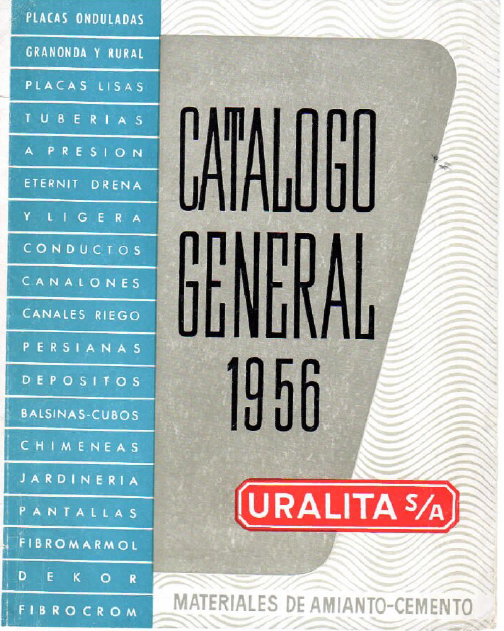 PLACAS ONDULADAS
GRANONDA Y RURAL
PLACAS LISAS
TUBERIAS
A PRESION
ETERNIT DRENA
Y LIGERA
CONDUCTOS
CANALONES
CANALES RIEGO
PERSIANAS
DEPOSITOS
BALSINAS-CUBOS
CHIMENEAS
JARDINERIA
PANTALLAS
FIBROMARMOL
DEKOR
FIBROCROM
CATALOGO
GENERAL
1956
URALITA S/A
MATERIALES DE AMIANTO-CEMENTO